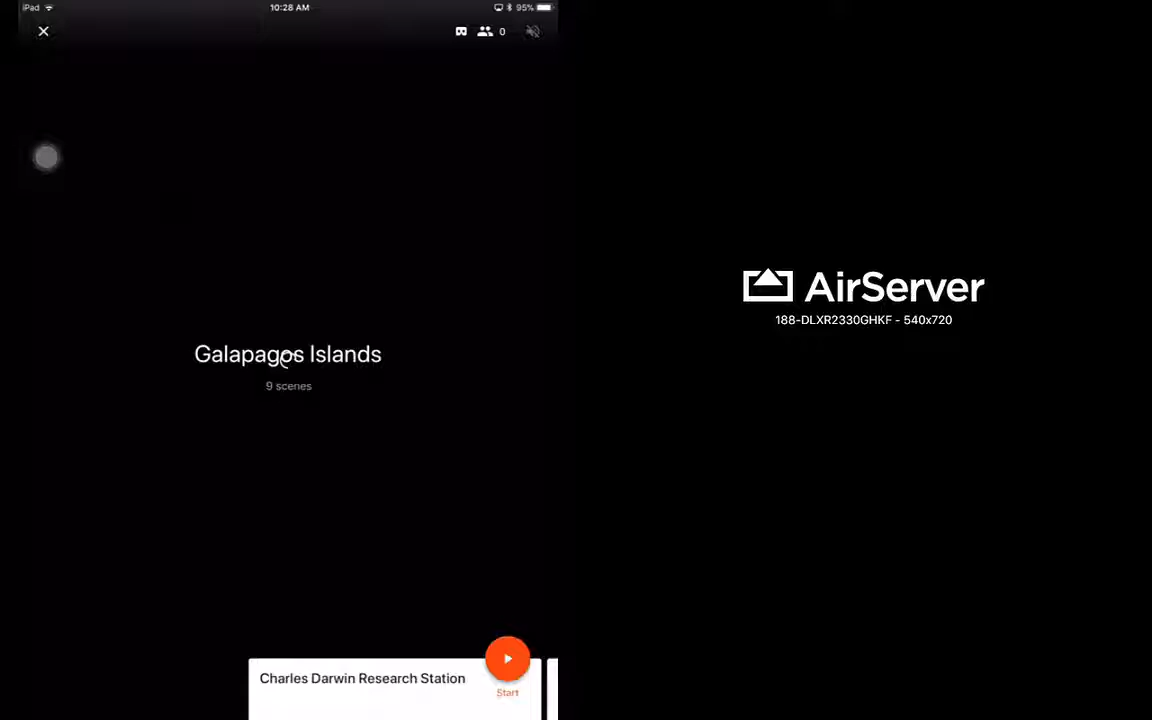 iPad 10:28 AM 95%
0
Galapagos Islands
9 scenes
Charles Darwin Research Station
Start
AirServer
188-DLXR2330GHKF - 540x720